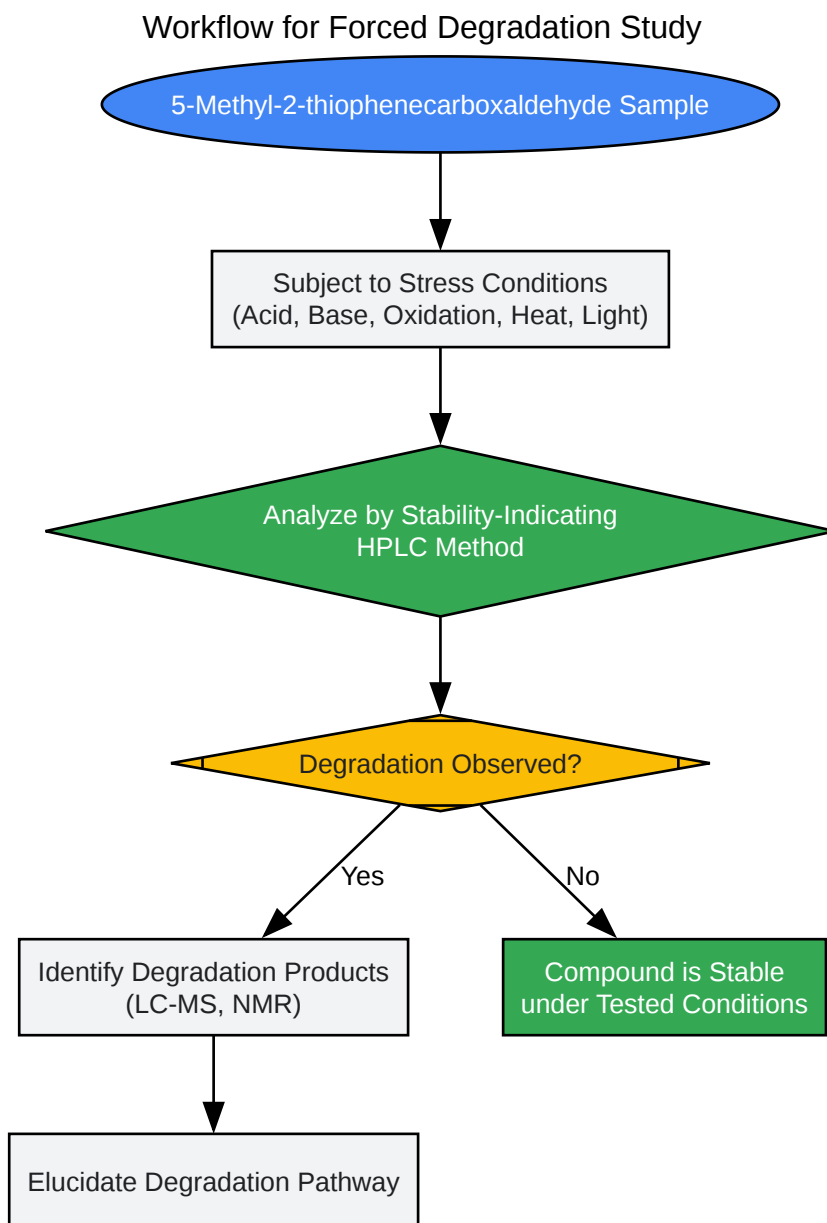 Workflow for Forced Degradation Study
5-Methyl-2-thiophenecarboxaldehyde Sample
Subject to Stress Conditions
(Acid, Base, Oxidation, Heat, Light)
Analyze by Stability-Indicating
HPLC Method
Degradation Observed?
Yes
No
Identify Degradation Products
(LC-MS, NMR)
Compound is Stable
under Tested Conditions
Elucidate Degradation Pathway